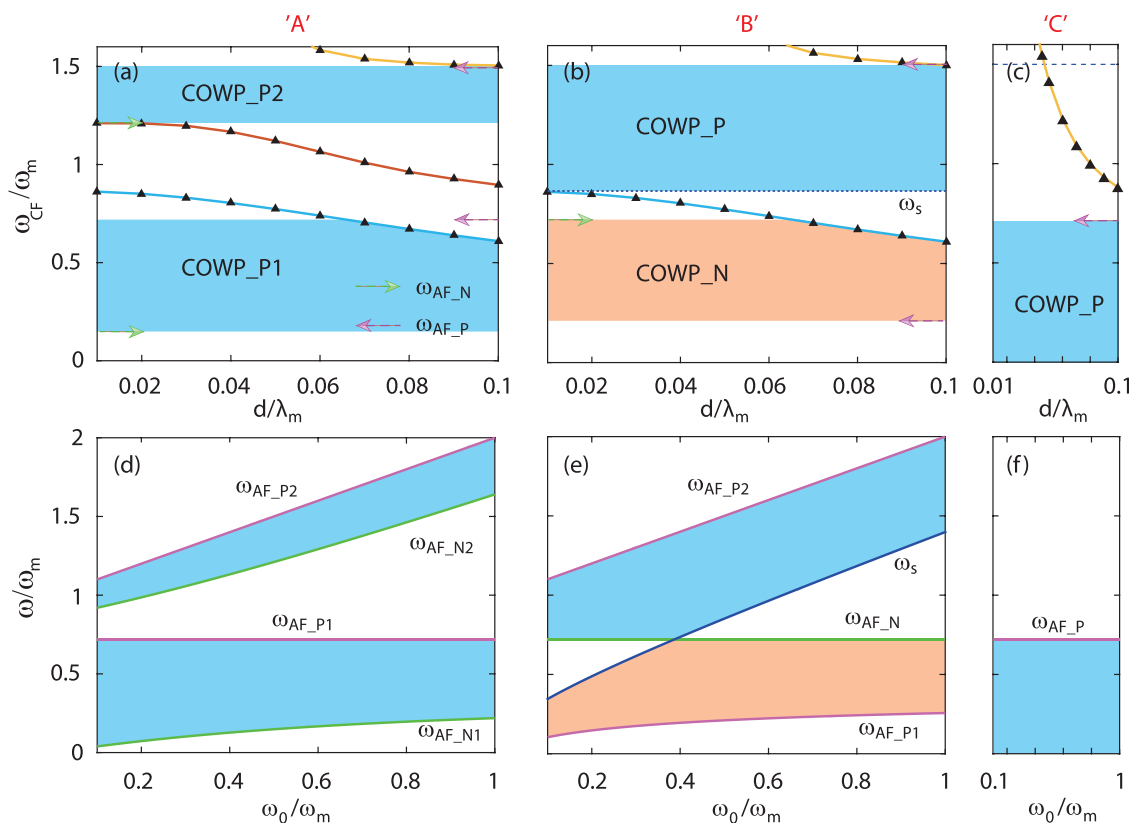 'A'
‘B’
‘C’
(a)
COWP_P2
COWP_P1
ω_AF_N
ω_AF_P
ω_CF/ω_m
1.5
1
0.5
0
0.02 0.04 0.06 0.08 0.1
d/λ_m
(b)
COWP_P
ω_s
COWP_N
0.02 0.04 0.06 0.08 0.1
d/λ_m
(c)
COWP_P
0.01 0.1
d/λ_m
(d)
ω_AF_P2
ω_AF_N2
ω_AF_P1
ω_AF_N1
ω/ω_m
2
1.5
1
0.5
0
0.2 0.4 0.6 0.8 1
ω_0/ω_m
(e)
ω_AF_P2
ω_s
ω_AF_N
ω_AF_P1
0.2 0.4 0.6 0.8 1
ω_0/ω_m
(f)
ω_AF_P
0.1 1
ω_0/ω_m